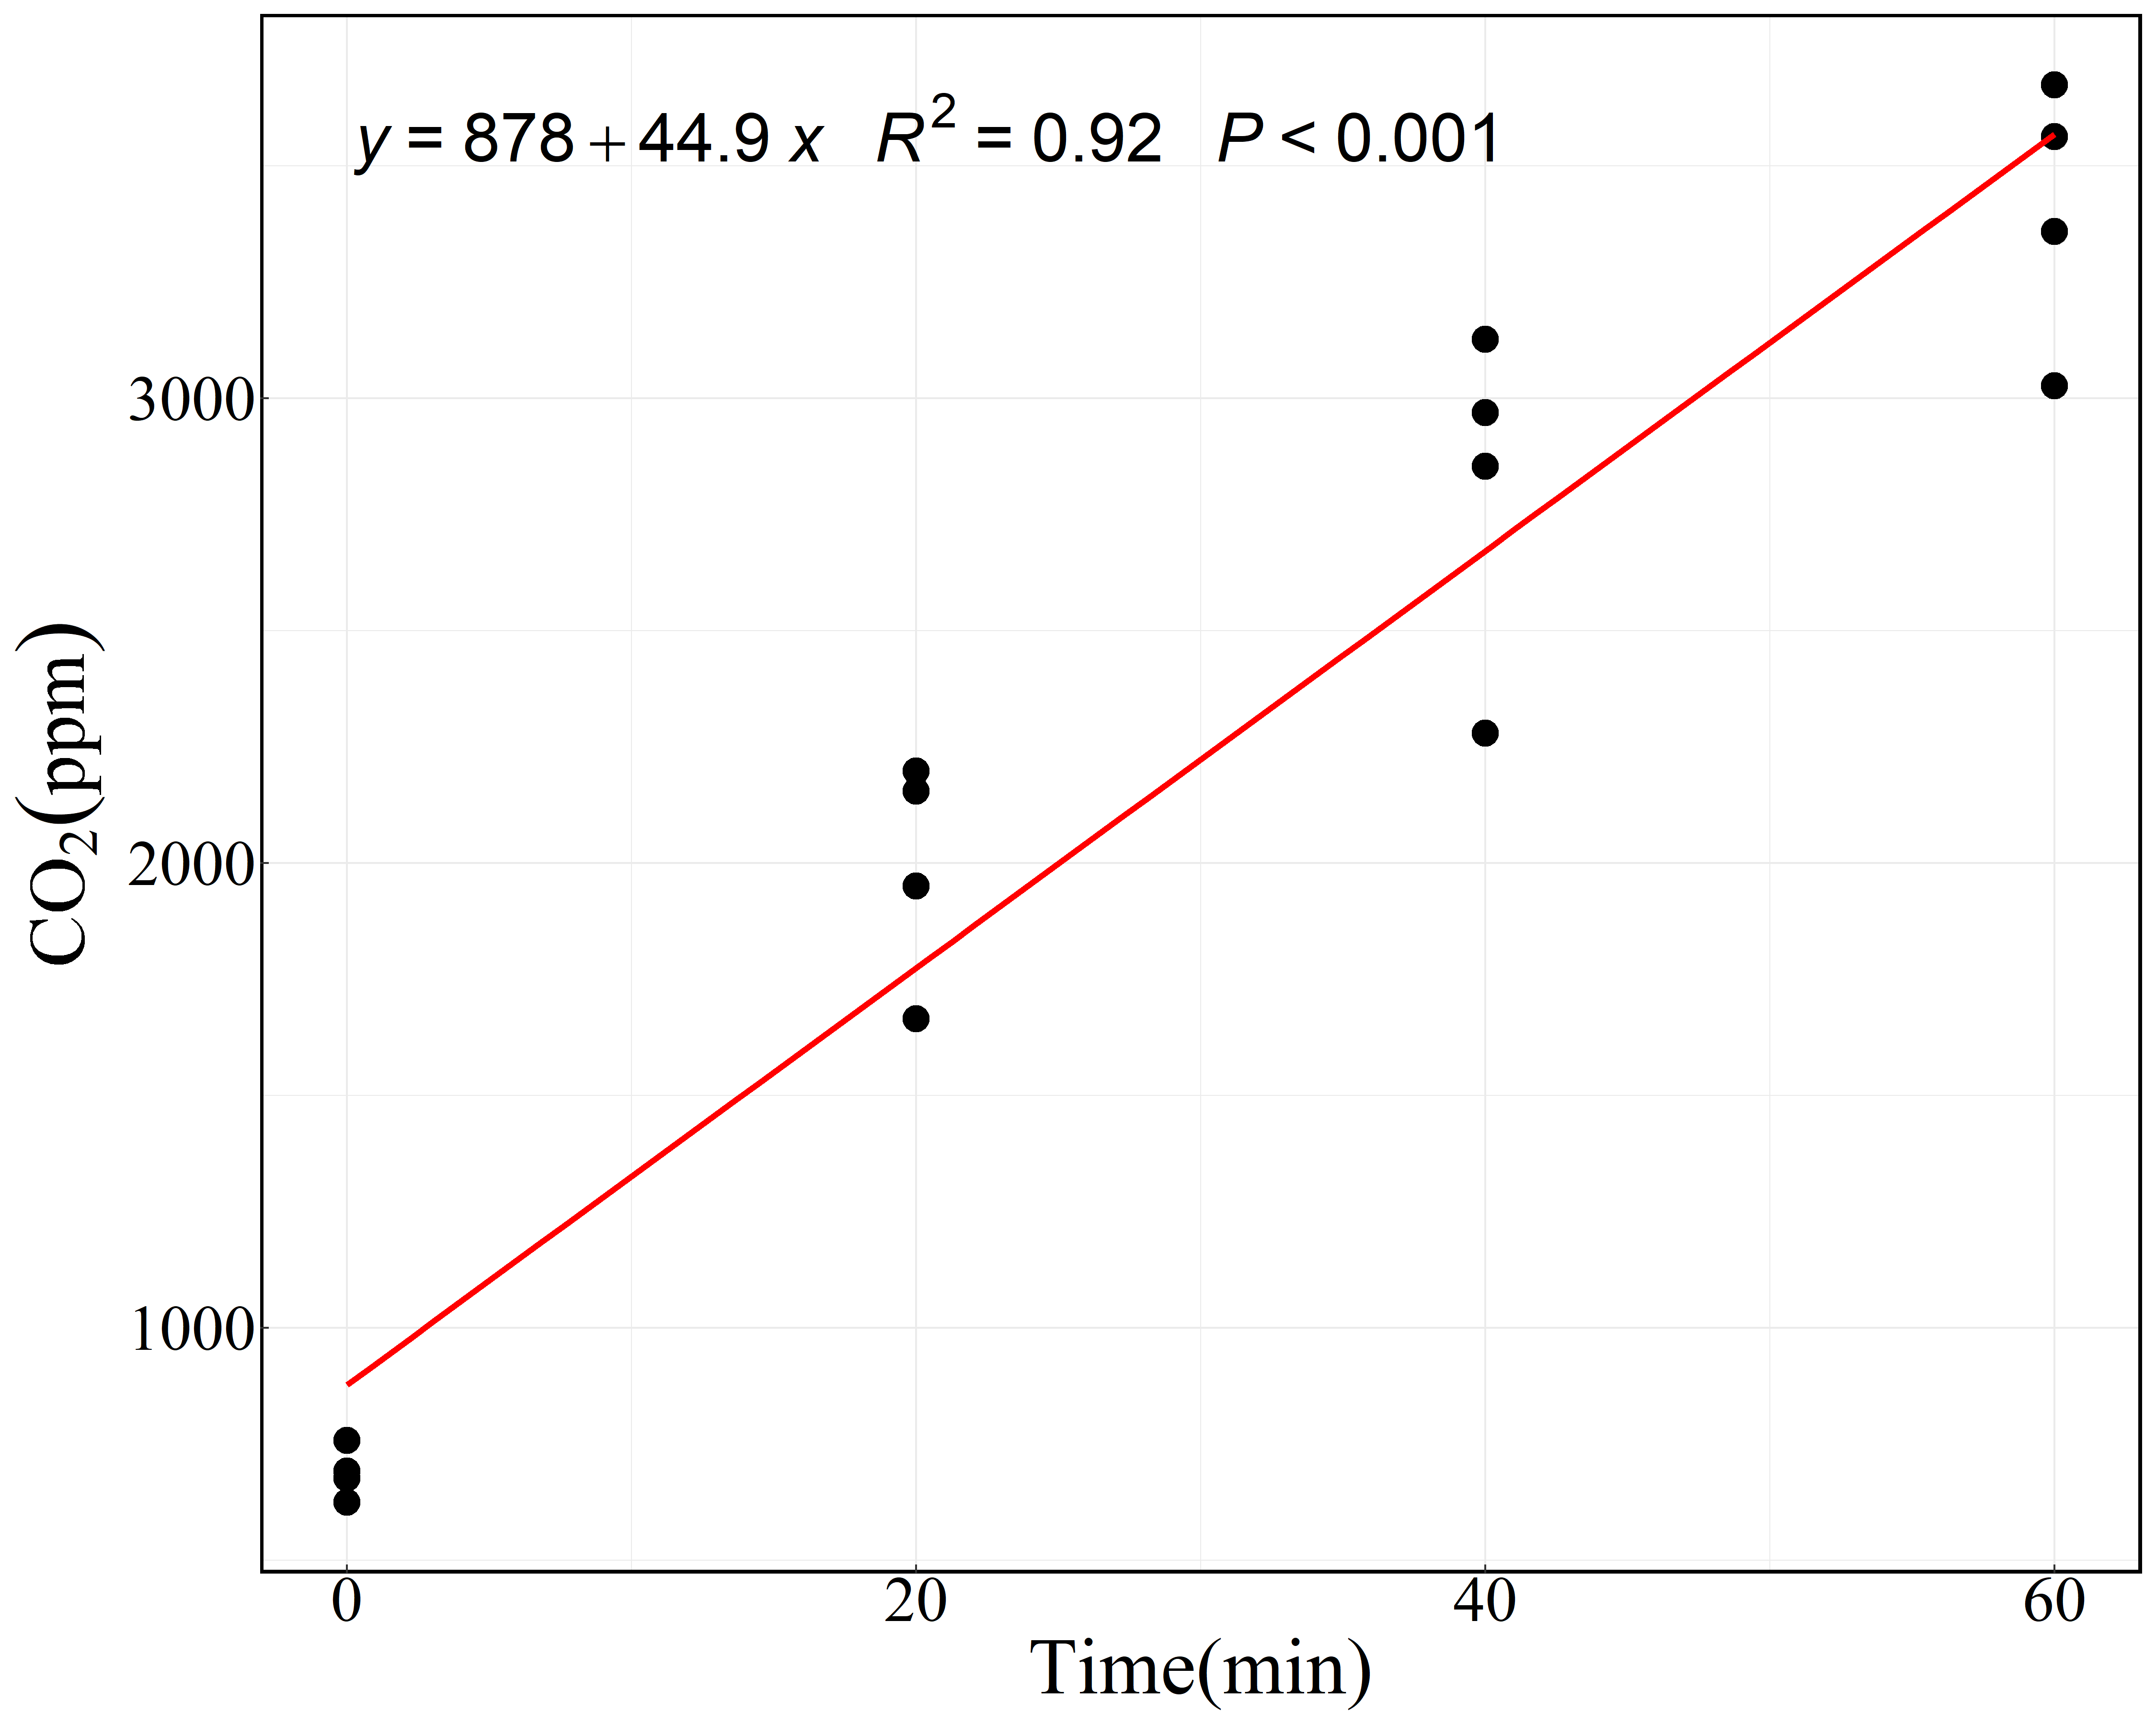 y = 878 + 44.9 x   R² = 0.92   P < 0.001
3000
2000
1000
CO₂(ppm)
0 20 40 60
Time(min)